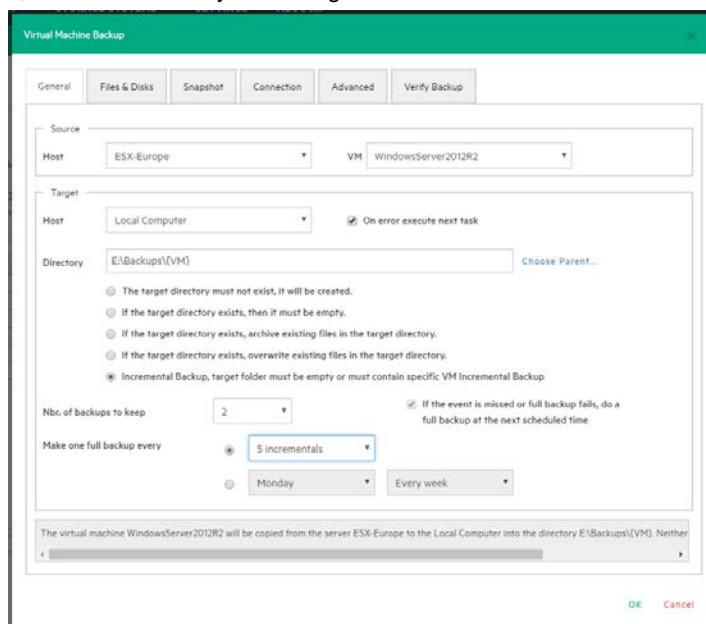 Virtual Machine Backup
General Files & Disks Snapshot Connection Advanced Verify Backup
Source
Host ESX-Europe VM WindowsServer2012R2
Target
Host Local Computer On error execute next task
Directory E:\Backups\{VM} Choose Parent...
The target directory must not exist, it will be created.
If the target directory exists, then it must be empty.
If the target directory exists, archive existing files in the target directory.
If the target directory exists, overwrite existing files in the target directory.
Incremental Backup, target folder must be empty or must contain specific VM Incremental Backup
Nbr. of backups to keep 2 If the event is missed or full backup fails, do a
full backup at the next scheduled time
Make one full backup every 5 incrementals
Monday Every week
The virtual machine WindowsServer2012R2 will be copied from the server ESX-Europe to the Local Computer into the directory E:\Backups\{VM}. Neither
OK Cancel